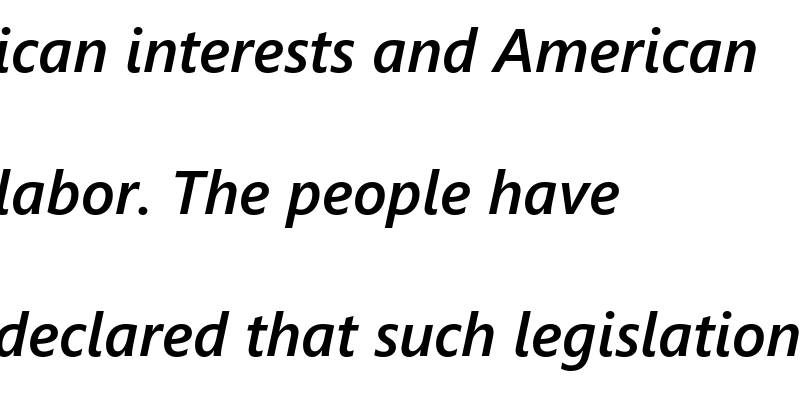 ican interests and American
labor. The people have
declared that such legislation